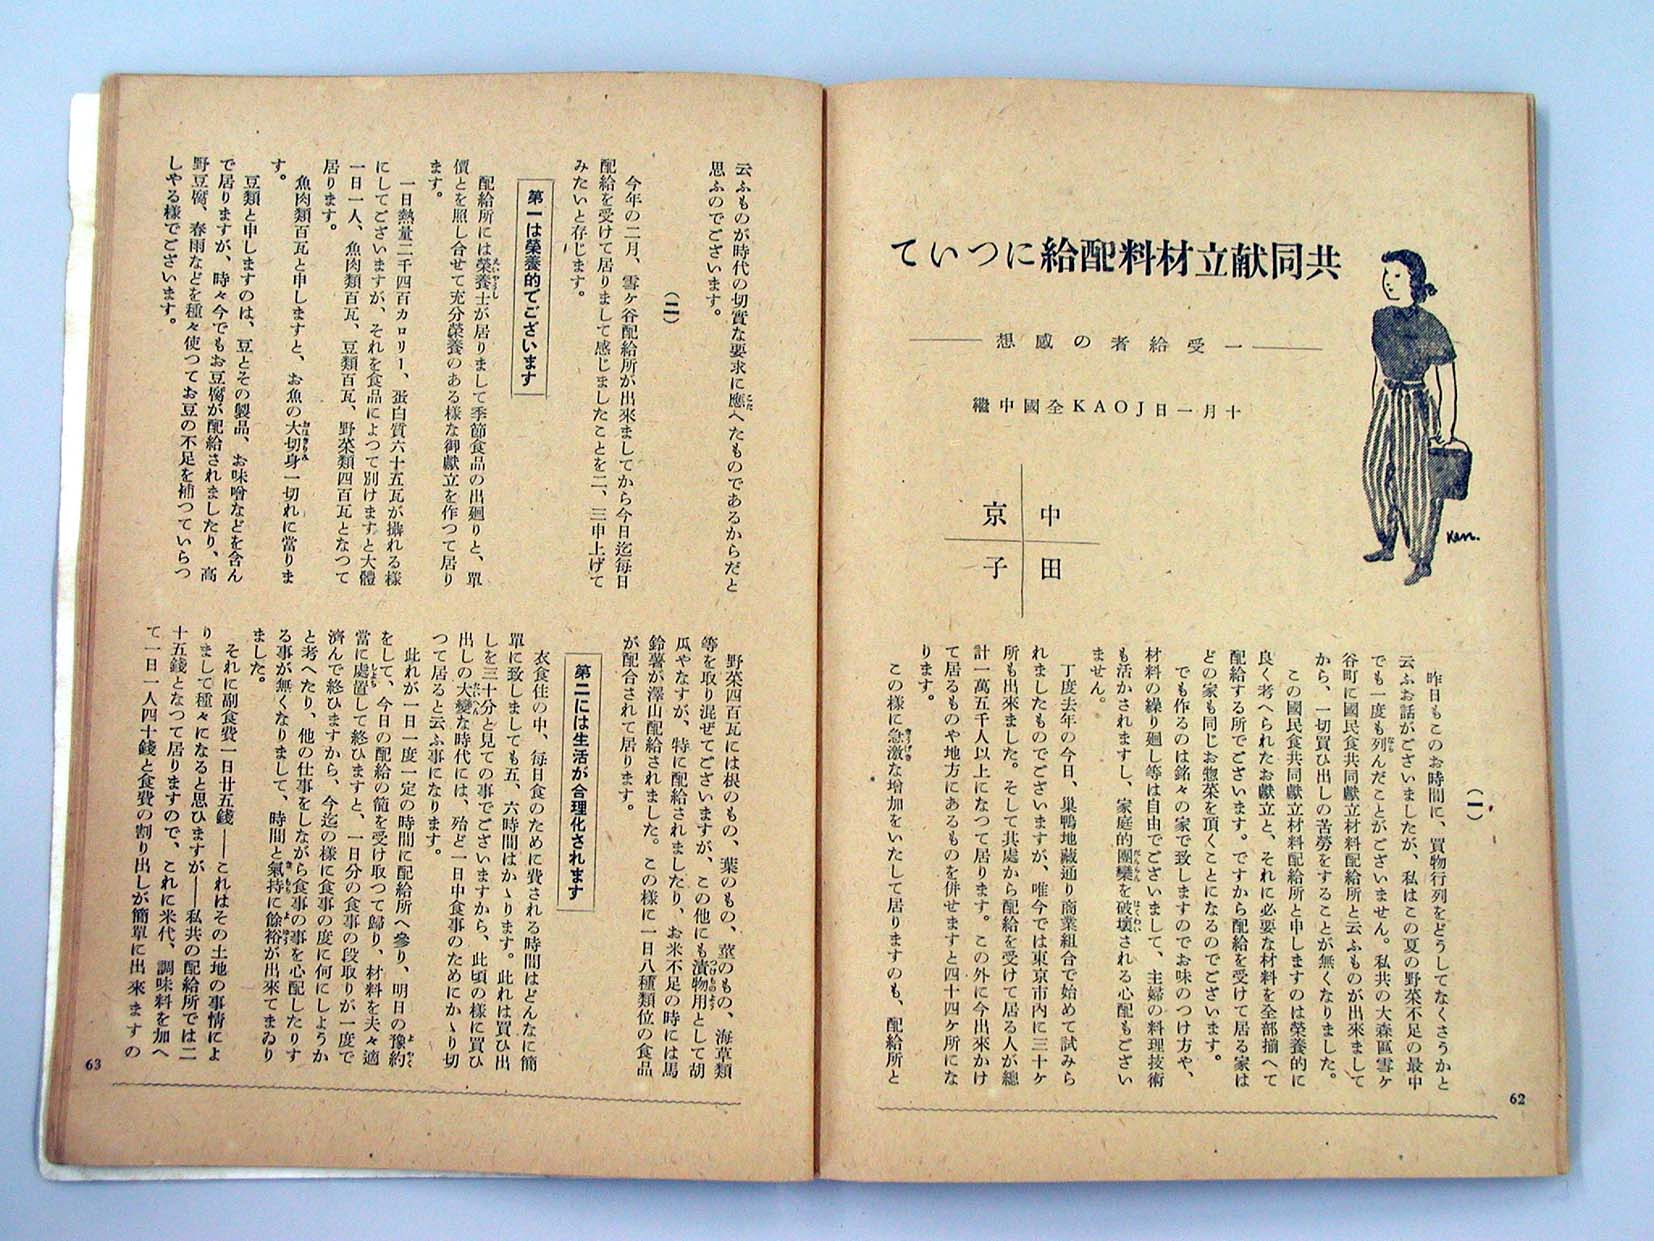 共同献立材料配給について
一受給者の感想
十月一日JOAK全國中繼
中田
京子
Ken.
(一)
昨日もこのお時間に、買物行列をどうしてなくさうかと
云ふお話がございましたが、私はこの夏の野菜不足の最中
でも一度も列んだことがございません。私共の大森區雪ヶ
谷町に國民食共同獻立材料配給所と云ふものが出來まして
から、一切買ひ出しの苦勞をすることが無くなりました。
この國民食共同獻立材料配給所と申しますのは榮養的に
良く考へられたお獻立と、それに必要な材料を全部揃へて
配給する所でございます。ですから配給を受けて居る家は
どの家も同じお惣菜を頂くことになるのでございます。
でも作るのは銘々の家で致しますのでお味のつけ方や、
材料の繰り廻し等は自由でございまして、主婦の料理技術
も活かされますし、家庭的團欒を破壞される心配もござい
ません。
丁度去年の今日、巣鴨地藏通り商業組合で始めて試みら
れましたものでございますが、唯今では東京市内に三十ヶ
所も出來ました。そして其處から配給を受けて居る人が總
計一萬五千人以上になつて居ります。この外に今出來かけ
て居るものや地方にあるものを併せますと四十四ヶ所にな
ります。
この樣に急激な增加をいたして居りますのも、配給所と
62
云ふものが時代の切實な要求に應へたものであるからだと
思ふのでございます。
(二)
今年の二月、雪ヶ谷配給所が出來ましてから今日迄每日
配給を受けて居りまして感じましたことを二、三申上げて
みたいと存じます。
第一は榮養的でございます
配給所には榮養士が居りまして季節食品の出廻りと、單
價とを照し合せて充分榮養のある樣な御獻立を作つて居り
ます。
一日熱量二千四百カロリー、蛋白質六十五瓦が攝れる樣
にしてございますが、それを食品によつて別けますと大體
一日一人、魚肉類百瓦、豆類百瓦、野菜類四百瓦となつて
居ります。
魚肉類百瓦と申しますと、お魚の大切身一切れに當りま
す。
豆類と申しますのは、豆とその製品、お味噌などを含ん
で居りますが、時々今でもお豆腐が配給されましたり、高
野豆腐、春雨などを種々使つてお豆の不足を補つていらつ
しやる樣でございます。
野菜四百瓦には根のもの、葉のもの、莖のもの、海草類
等を取り混ぜてございますが、この他にも漬物用として胡
瓜やなすが、特に配給されましたり、お米不足の時には馬
鈴薯が澤山配給されました。この樣に一日八種類位の食品
が配合されて居ります。
第二には生活が合理化されます
衣食住の中、每日食のために費される時間はどんなに簡
單に致しましても五、六時間はかゝります。此れは買ひ出
しを三十分と見ての事でございますから、此頃の樣に買ひ
出しの大變な時代には、殆ど一日中食事のためにかゝり切
つて居ると云ふ事になります。
此れが一日一度一定の時間に配給所へ參り、明日の豫約
をして、今日の配給の籠を受け取つて歸り、材料を夫々適
當に處置して終ひますと、一日分の食事の段取りが一度で
濟んで終ひますから、今迄の樣に食事の度に何にしようか
と考へたり、他の仕事をしながら食事の事を心配したりす
る事が無くなりまして、時間と氣持に餘裕が出來てまゐり
ました。
それに副食費一日廿五錢――これはその土地の事情によ
りまして種々になると思ひますが――私共の配給所では二
十五錢となつて居りますので、これに米代、調味料を加へ
て一日一人四十錢と食費の割り出しが簡單に出來ますの
63